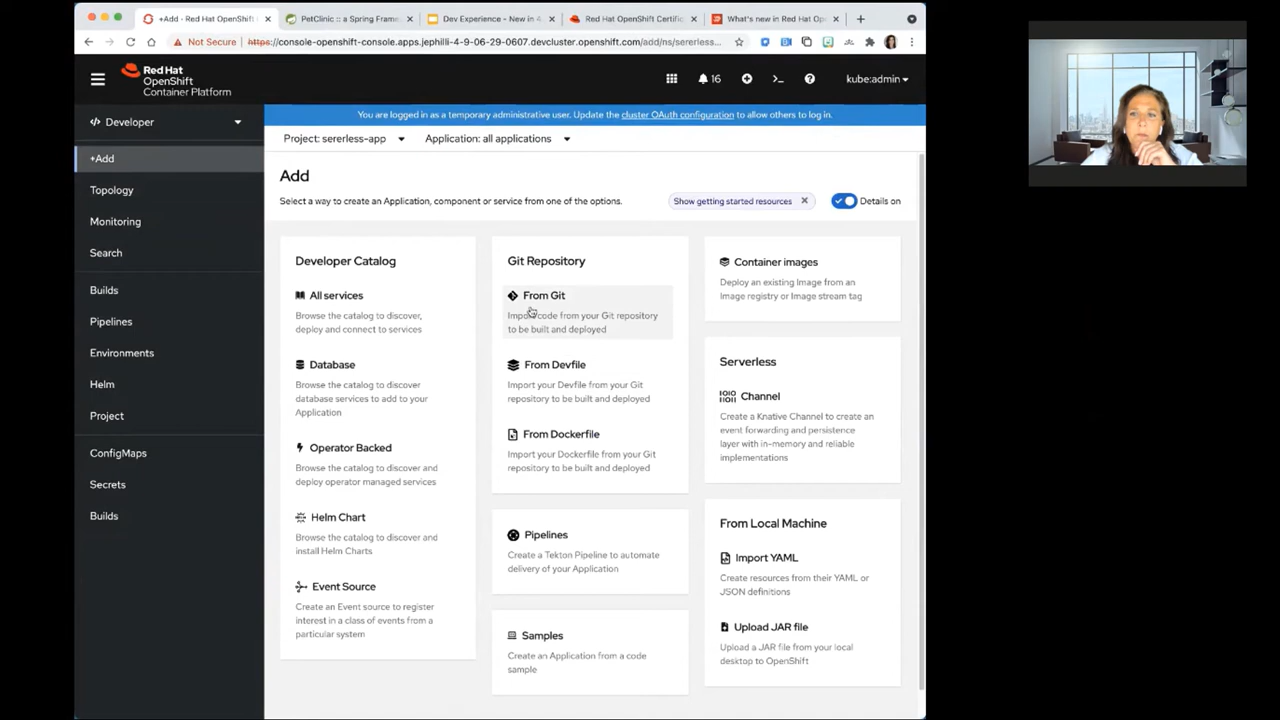 +Add - Red Hat OpenShift
PetClinic :: a Spring Frame
Dev Experience - New in 4
Red Hat OpenShift Certific
What's new in Red Hat Op
Not Secure
https://console-openshift-console.apps.jephilli-4-9-06-29-0607.devcluster.openshift.com/add/ns/sererless...
Red Hat
OpenShift
Container Platform
16
kube:admin
You are logged in as a temporary administrative user. Update the cluster OAuth configuration to allow others to log in.
Developer
+Add
Topology
Monitoring
Search
Builds
Pipelines
Environments
Helm
Project
ConfigMaps
Secrets
Builds
Project: sererless-app
Application: all applications
Add
Select a way to create an Application, component or service from one of the options.
Show getting started resources
Details on
Developer Catalog
All services
Browse the catalog to discover,
deploy and connect to services
Database
Browse the catalog to discover
database services to add to your
Application
Operator Backed
Browse the catalog to discover and
deploy operator managed services
Helm Chart
Browse the catalog to discover and
install Helm Charts
Event Source
Create an Event source to register
interest in a class of events from a
particular system
Git Repository
From Git
Import code from your Git repository
to be built and deployed
From Devfile
Import your Devfile from your Git
repository to be built and deployed
From Dockerfile
Import your Dockerfile from your Git
repository to be built and deployed
Pipelines
Create a Tekton Pipeline to automate
delivery of your Application
Samples
Create an Application from a code
sample
Container images
Deploy an existing Image from an
Image registry or Image stream tag
Serverless
Channel
Create a Knative Channel to create an
event forwarding and persistence
layer with in-memory and reliable
implementations
From Local Machine
Import YAML
Create resources from their YAML or
JSON definitions
Upload JAR file
Upload a JAR file from your local
desktop to OpenShift